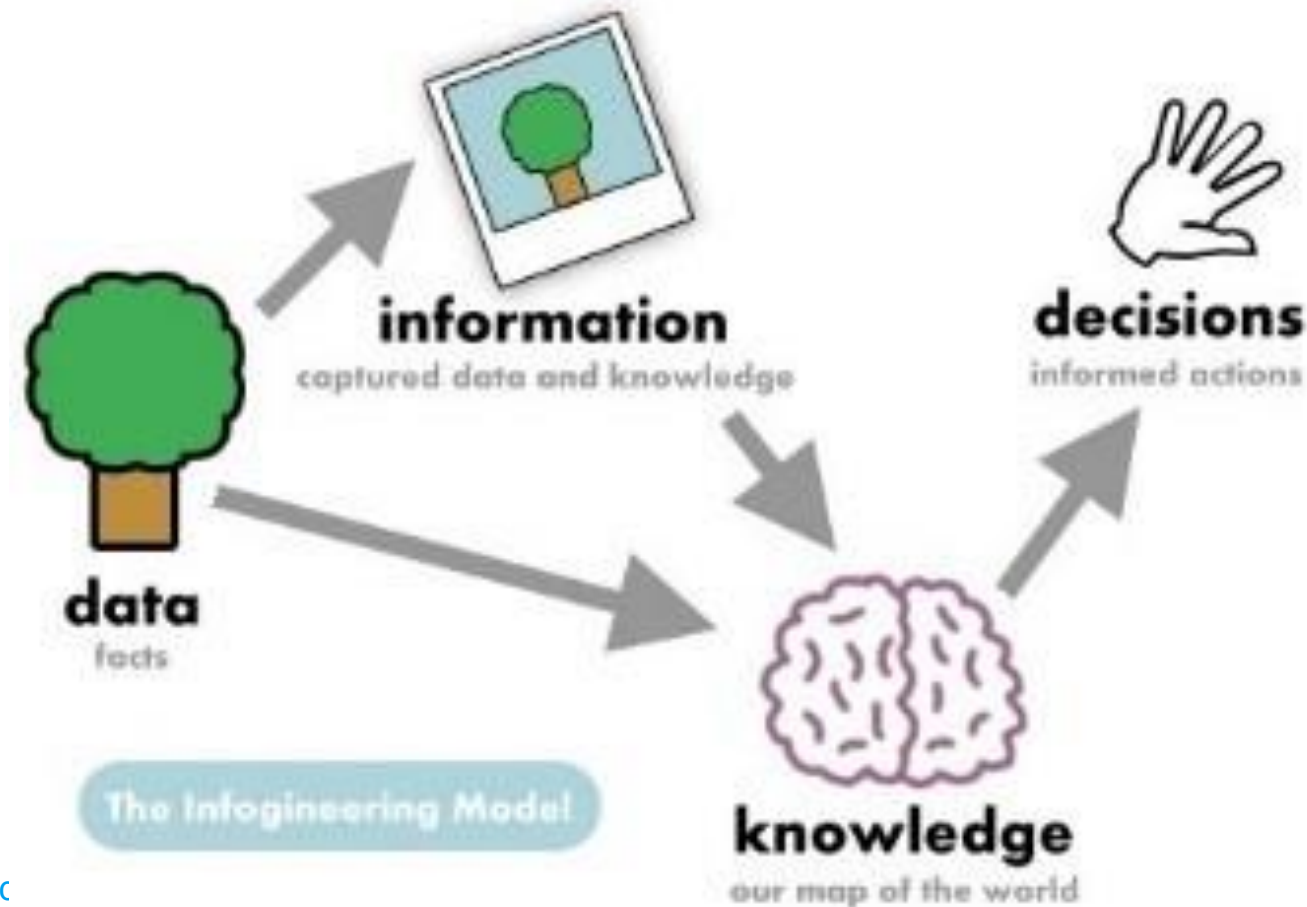 information
captured data and knowledge
decisions
informed actions
data
facts
The Infogineering Model
knowledge
our map of the world